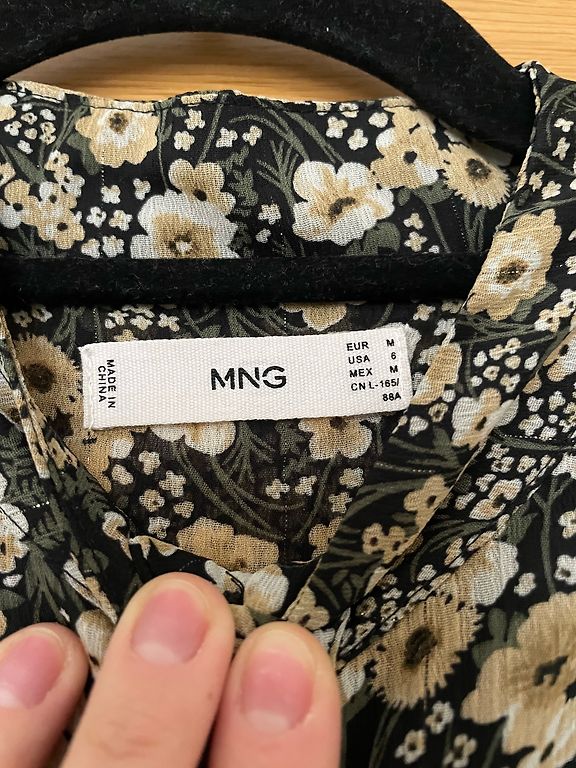 MADE IN
CHINA
MNG
EUR M
USA 6
MEX M
CN L-165/
88A